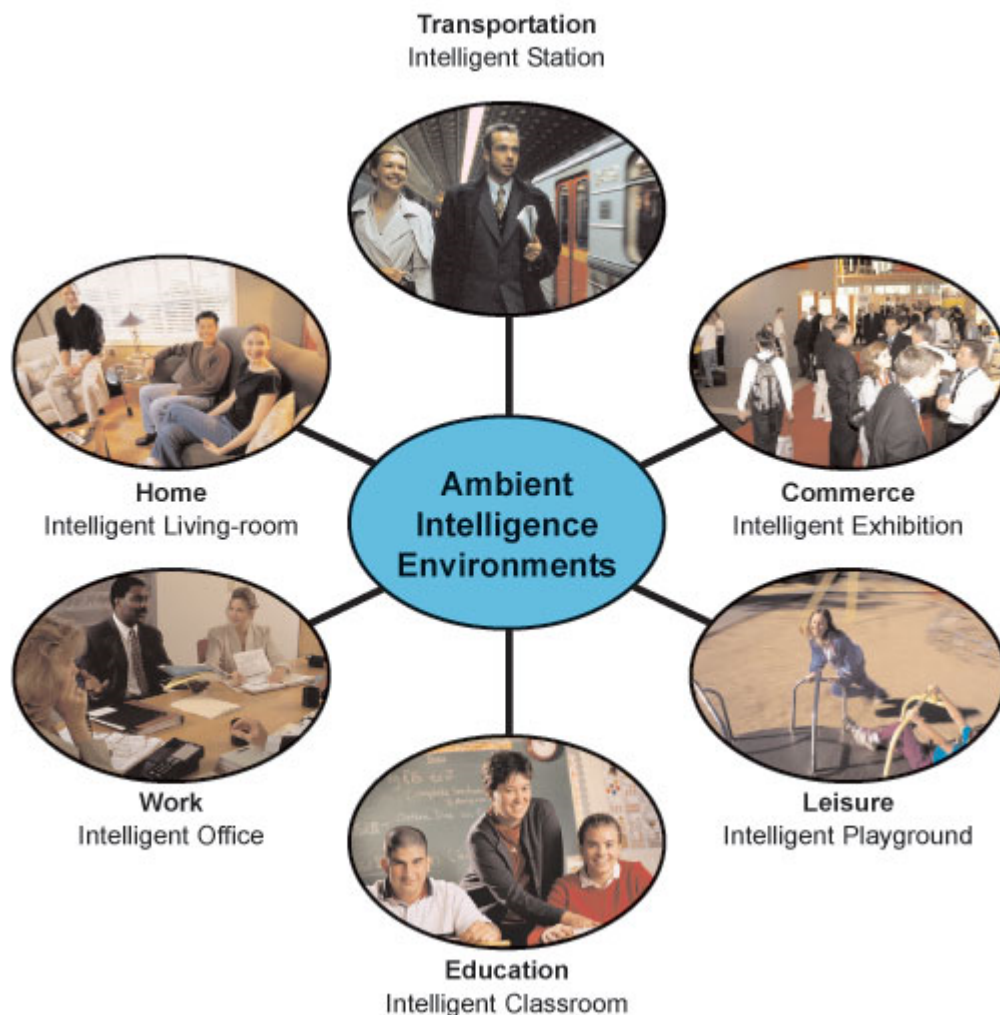 Transportation
Intelligent Station
Home
Intelligent Living-room
Commerce
Intelligent Exhibition
Ambient
Intelligence
Environments
Work
Intelligent Office
Leisure
Intelligent Playground
Education
Intelligent Classroom